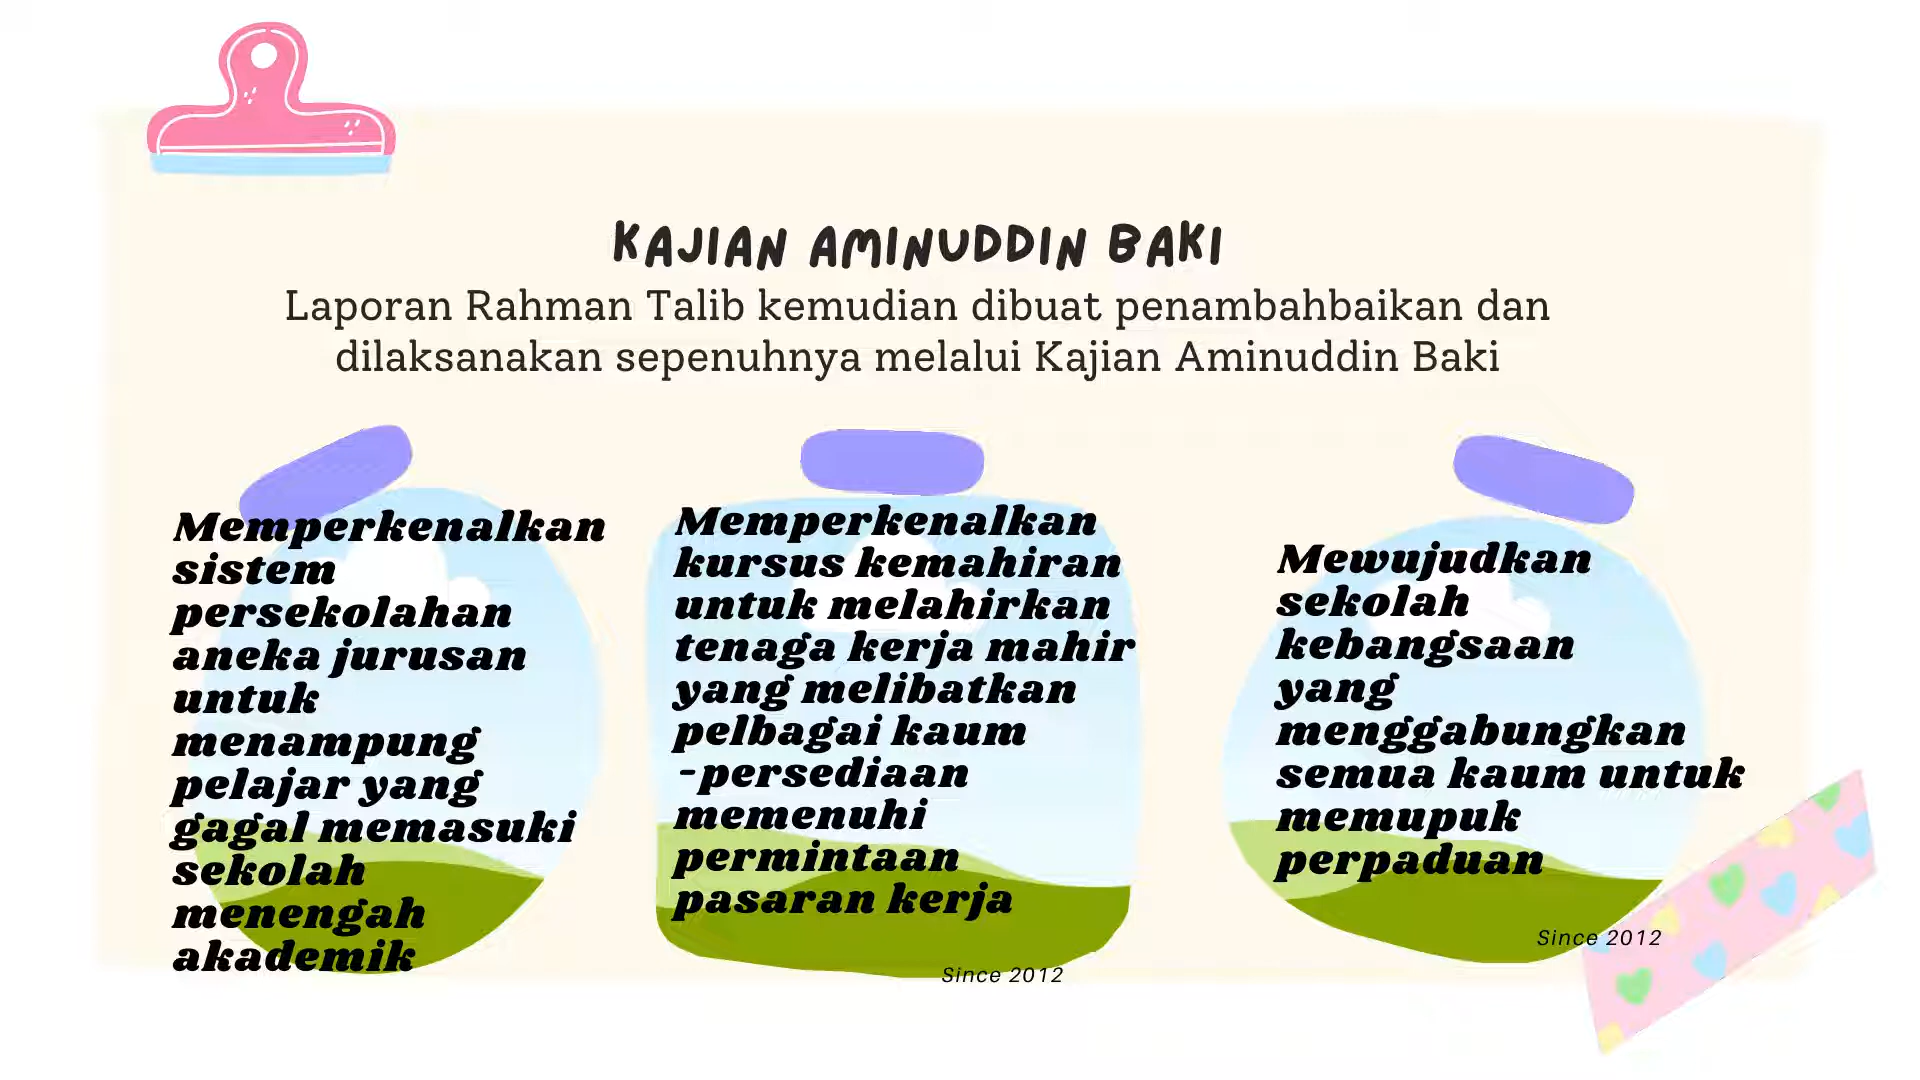 KAJIAN AMINUDDIN BAKI
Laporan Rahman Talib kemudian dibuat penambahbaikan dan
dilaksanakan sepenuhnya melalui Kajian Aminuddin Baki
Memperkenalkan
sistem
persekolahan
aneka jurusan
untuk
menampung
pelajar yang
gagal memasuki
sekolah
menengah
akademik
Memperkenalkan
kursus kemahiran
untuk melahirkan
tenaga kerja mahir
yang melibatkan
pelbagai kaum
-persediaan
memenuhi
permintaan
pasaran kerja
Since 2012
Mewujudkan
sekolah
kebangsaan
yang
menggabungkan
semua kaum untuk
memupuk
perpaduan
Since 2012